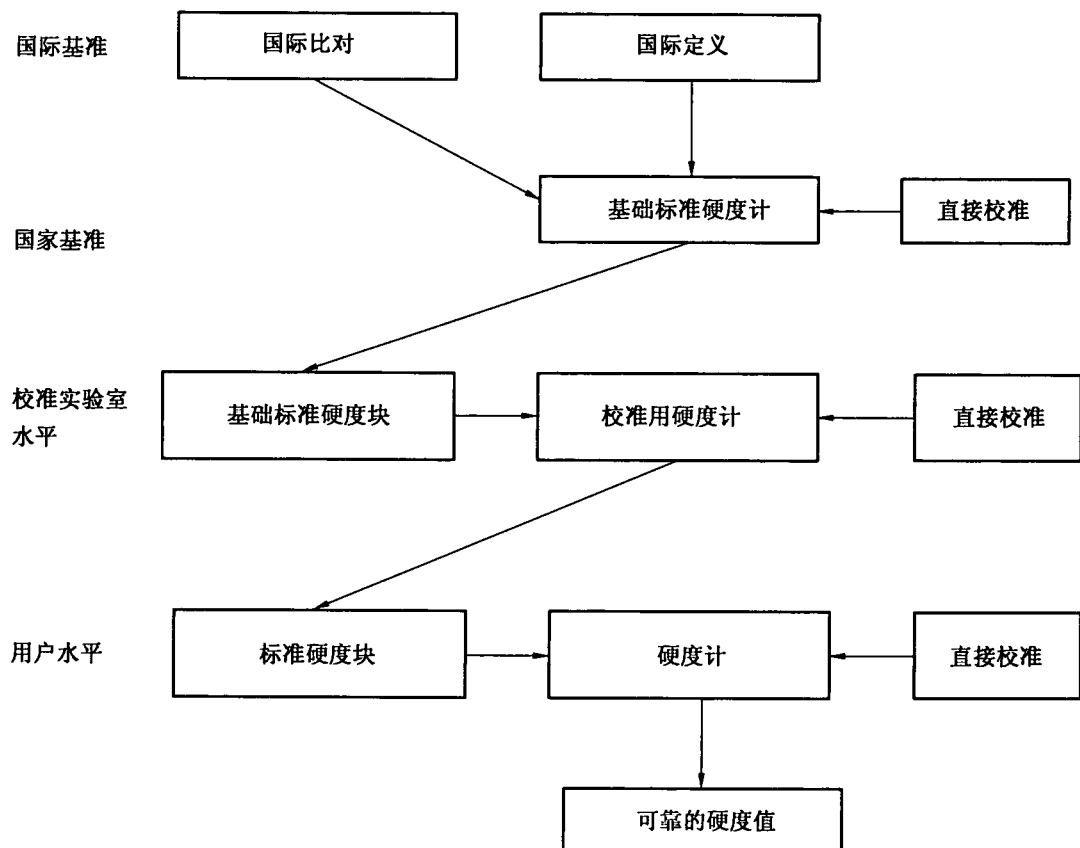 国际基准
国际比对
国际定义
基础标准硬度计
直接校准
国家基准
校准实验室
水平
基础标准硬度块
校准用硬度计
直接校准
用户水平
标准硬度块
硬度计
直接校准
可靠的硬度值